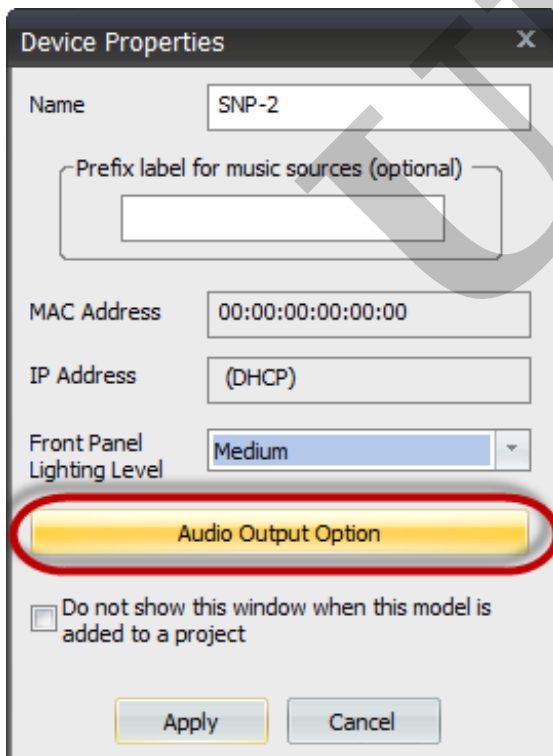 Device Properties X
Name SNP-2
Prefix label for music sources (optional)
MAC Address 00:00:00:00:00:00
IP Address (DHCP)
Front Panel
Lighting Level Medium
Audio Output Option
Do not show this window when this model is
added to a project
Apply Cancel